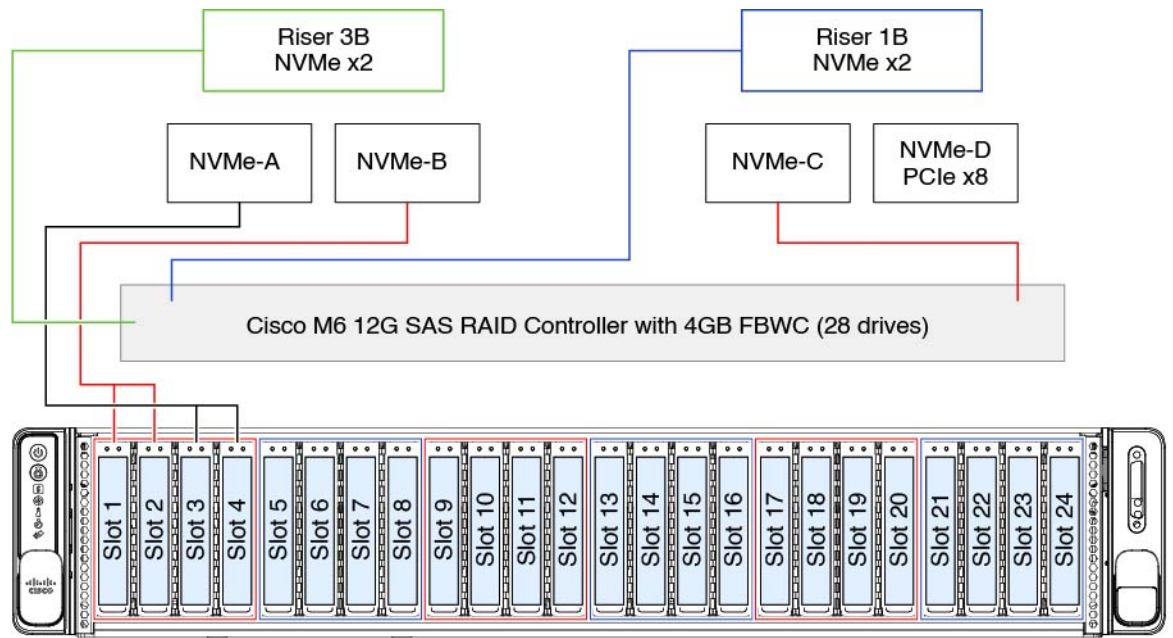 Riser 3B
NVMe x2
Riser 1B
NVMe x2
NVMe-A
NVMe-B
NVMe-C
NVMe-D
PCIe x8
Cisco M6 12G SAS RAID Controller with 4GB FBWC (28 drives)
Slot 1
Slot 2
Slot 3
Slot 4
Slot 5
Slot 6
Slot 7
Slot 8
Slot 9
Slot 10
Slot 11
Slot 12
Slot 13
Slot 14
Slot 15
Slot 16
Slot 17
Slot 18
Slot 19
Slot 20
Slot 21
Slot 22
Slot 23
Slot 24
CISCO